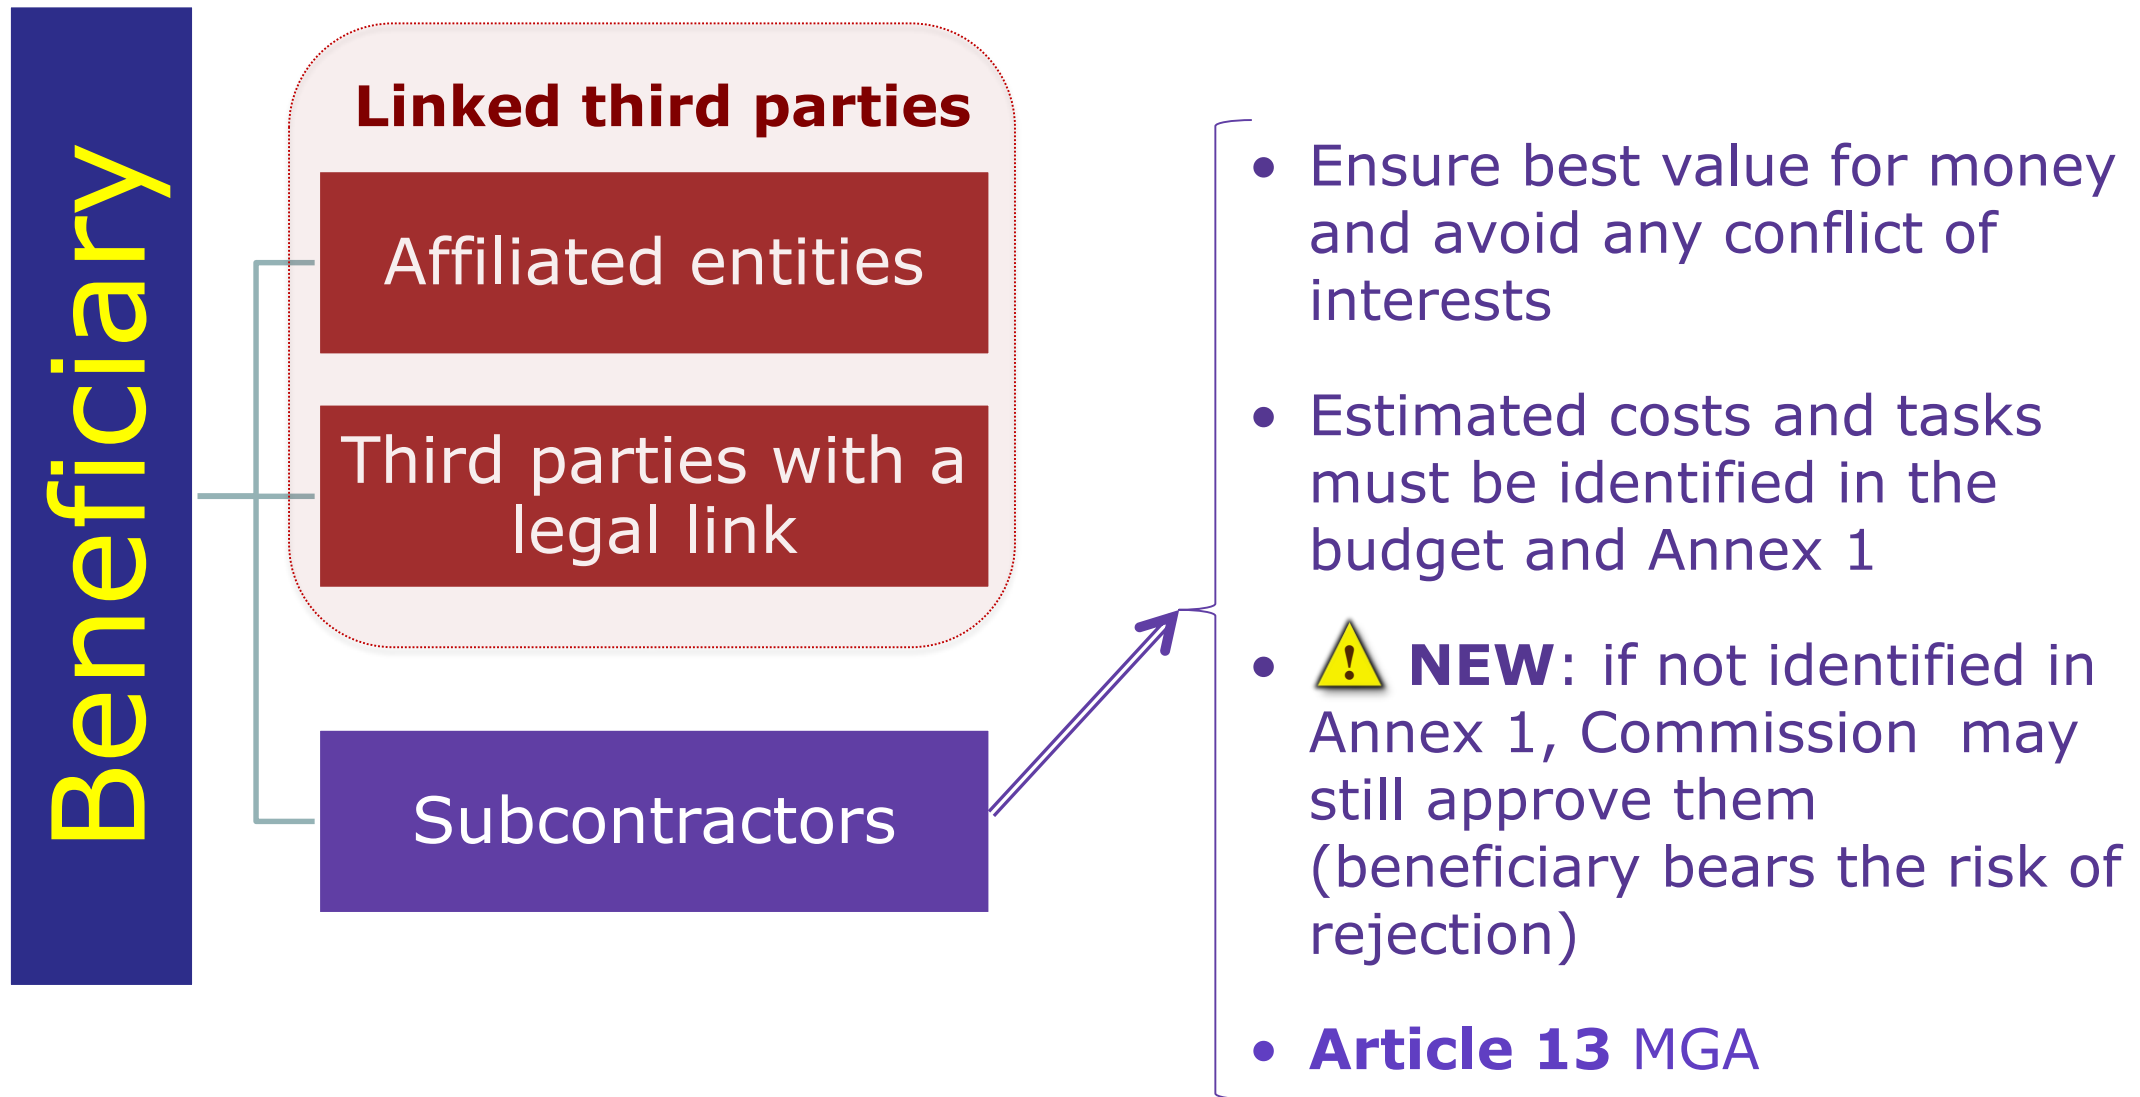 Beneficiary
Linked third parties
Affiliated entities
Third parties with a
legal link
Subcontractors
• Ensure best value for money
and avoid any conflict of
interests
• Estimated costs and tasks
must be identified in the
budget and Annex 1
• ! NEW: if not identified in
Annex 1, Commission may
still approve them
(beneficiary bears the risk of
rejection)
• Article 13 MGA